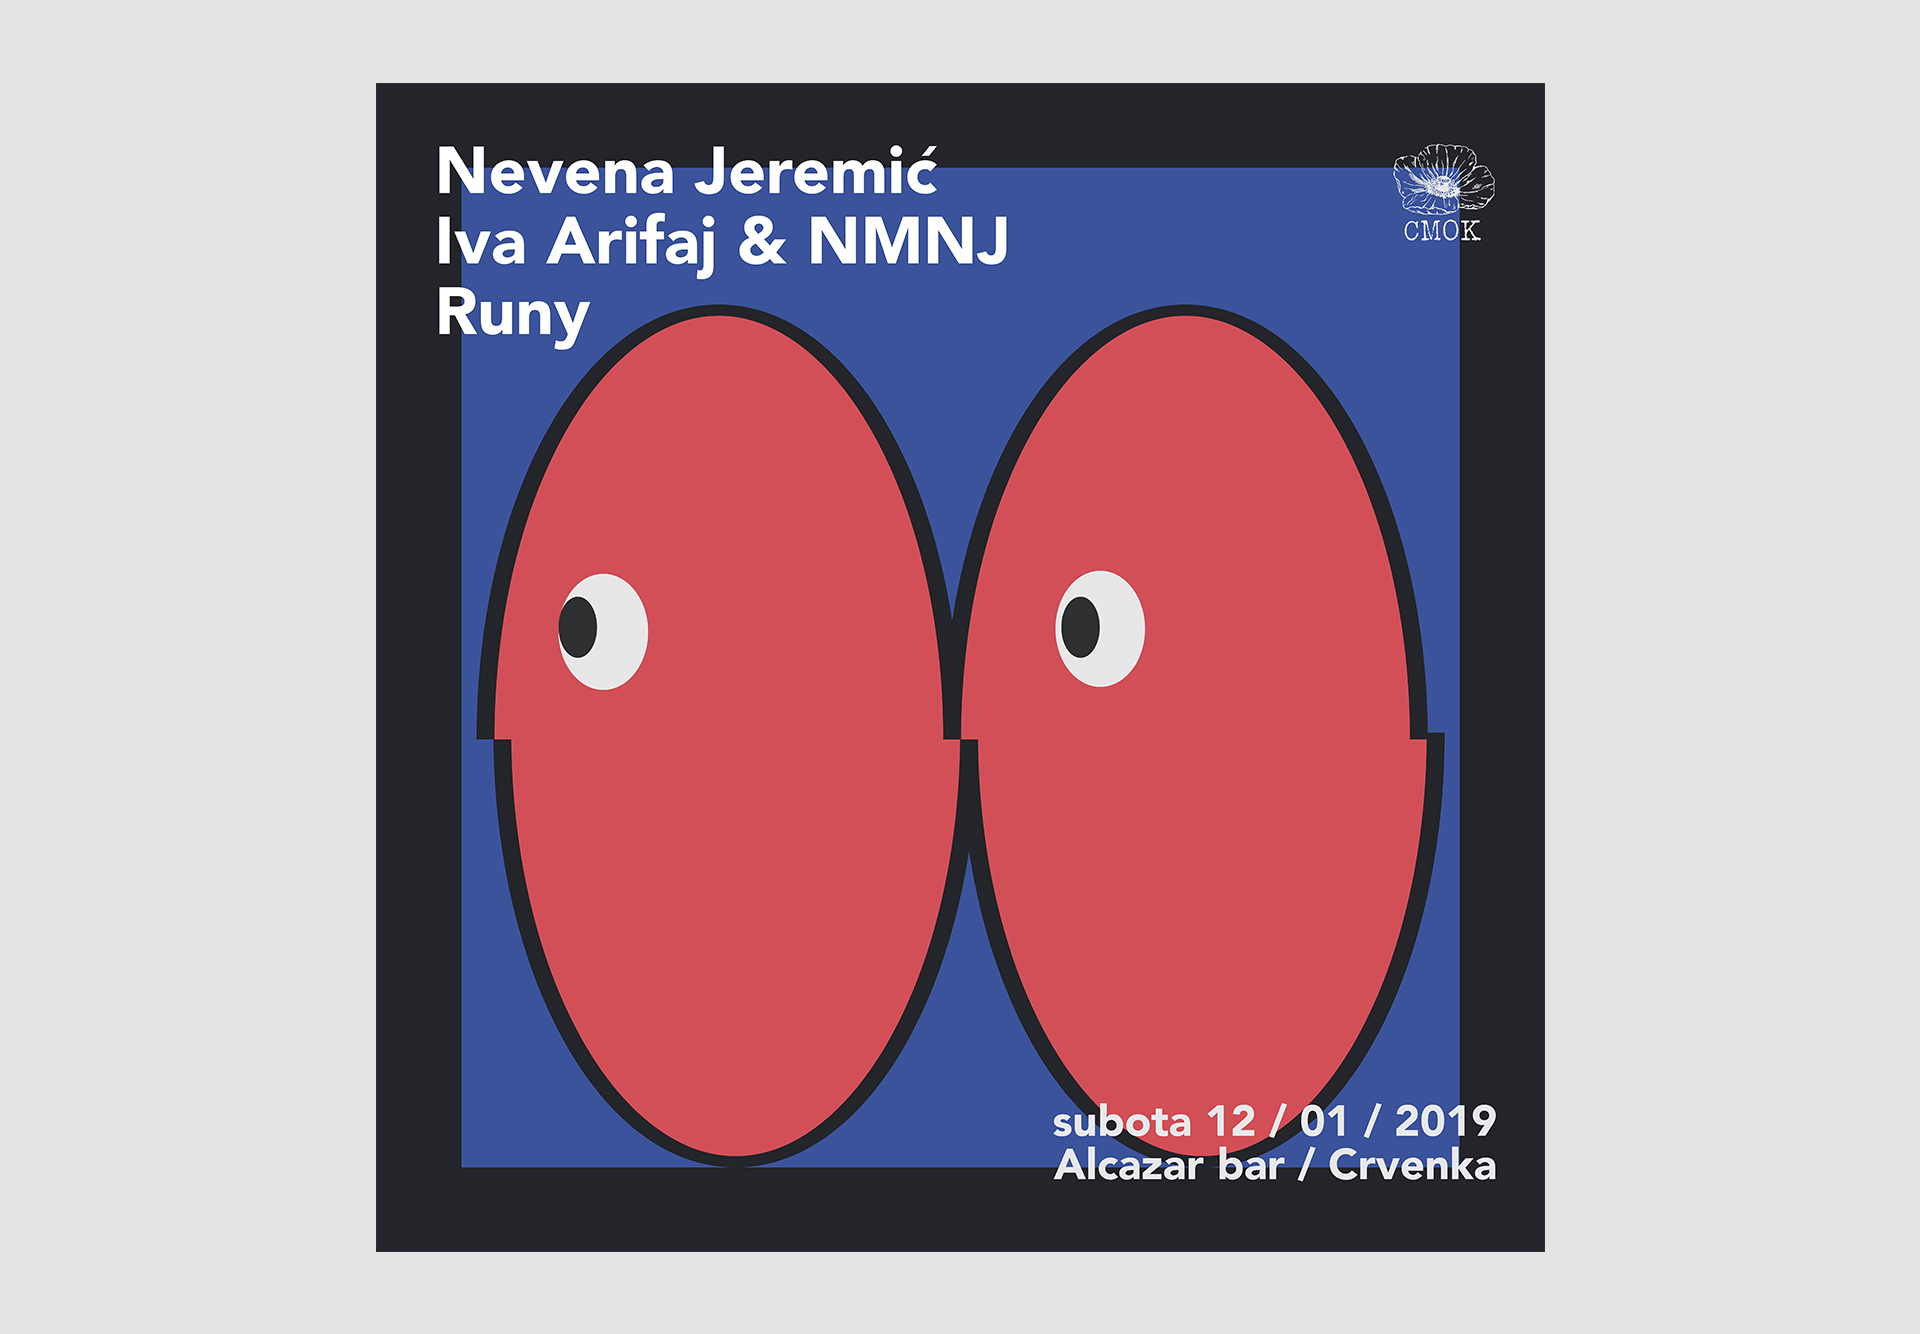 Nevena Jeremić
Iva Arifaj & NMNJ
Runy
CMOK
subota 12 / 01 / 2019
Alcazar bar / Crvenka